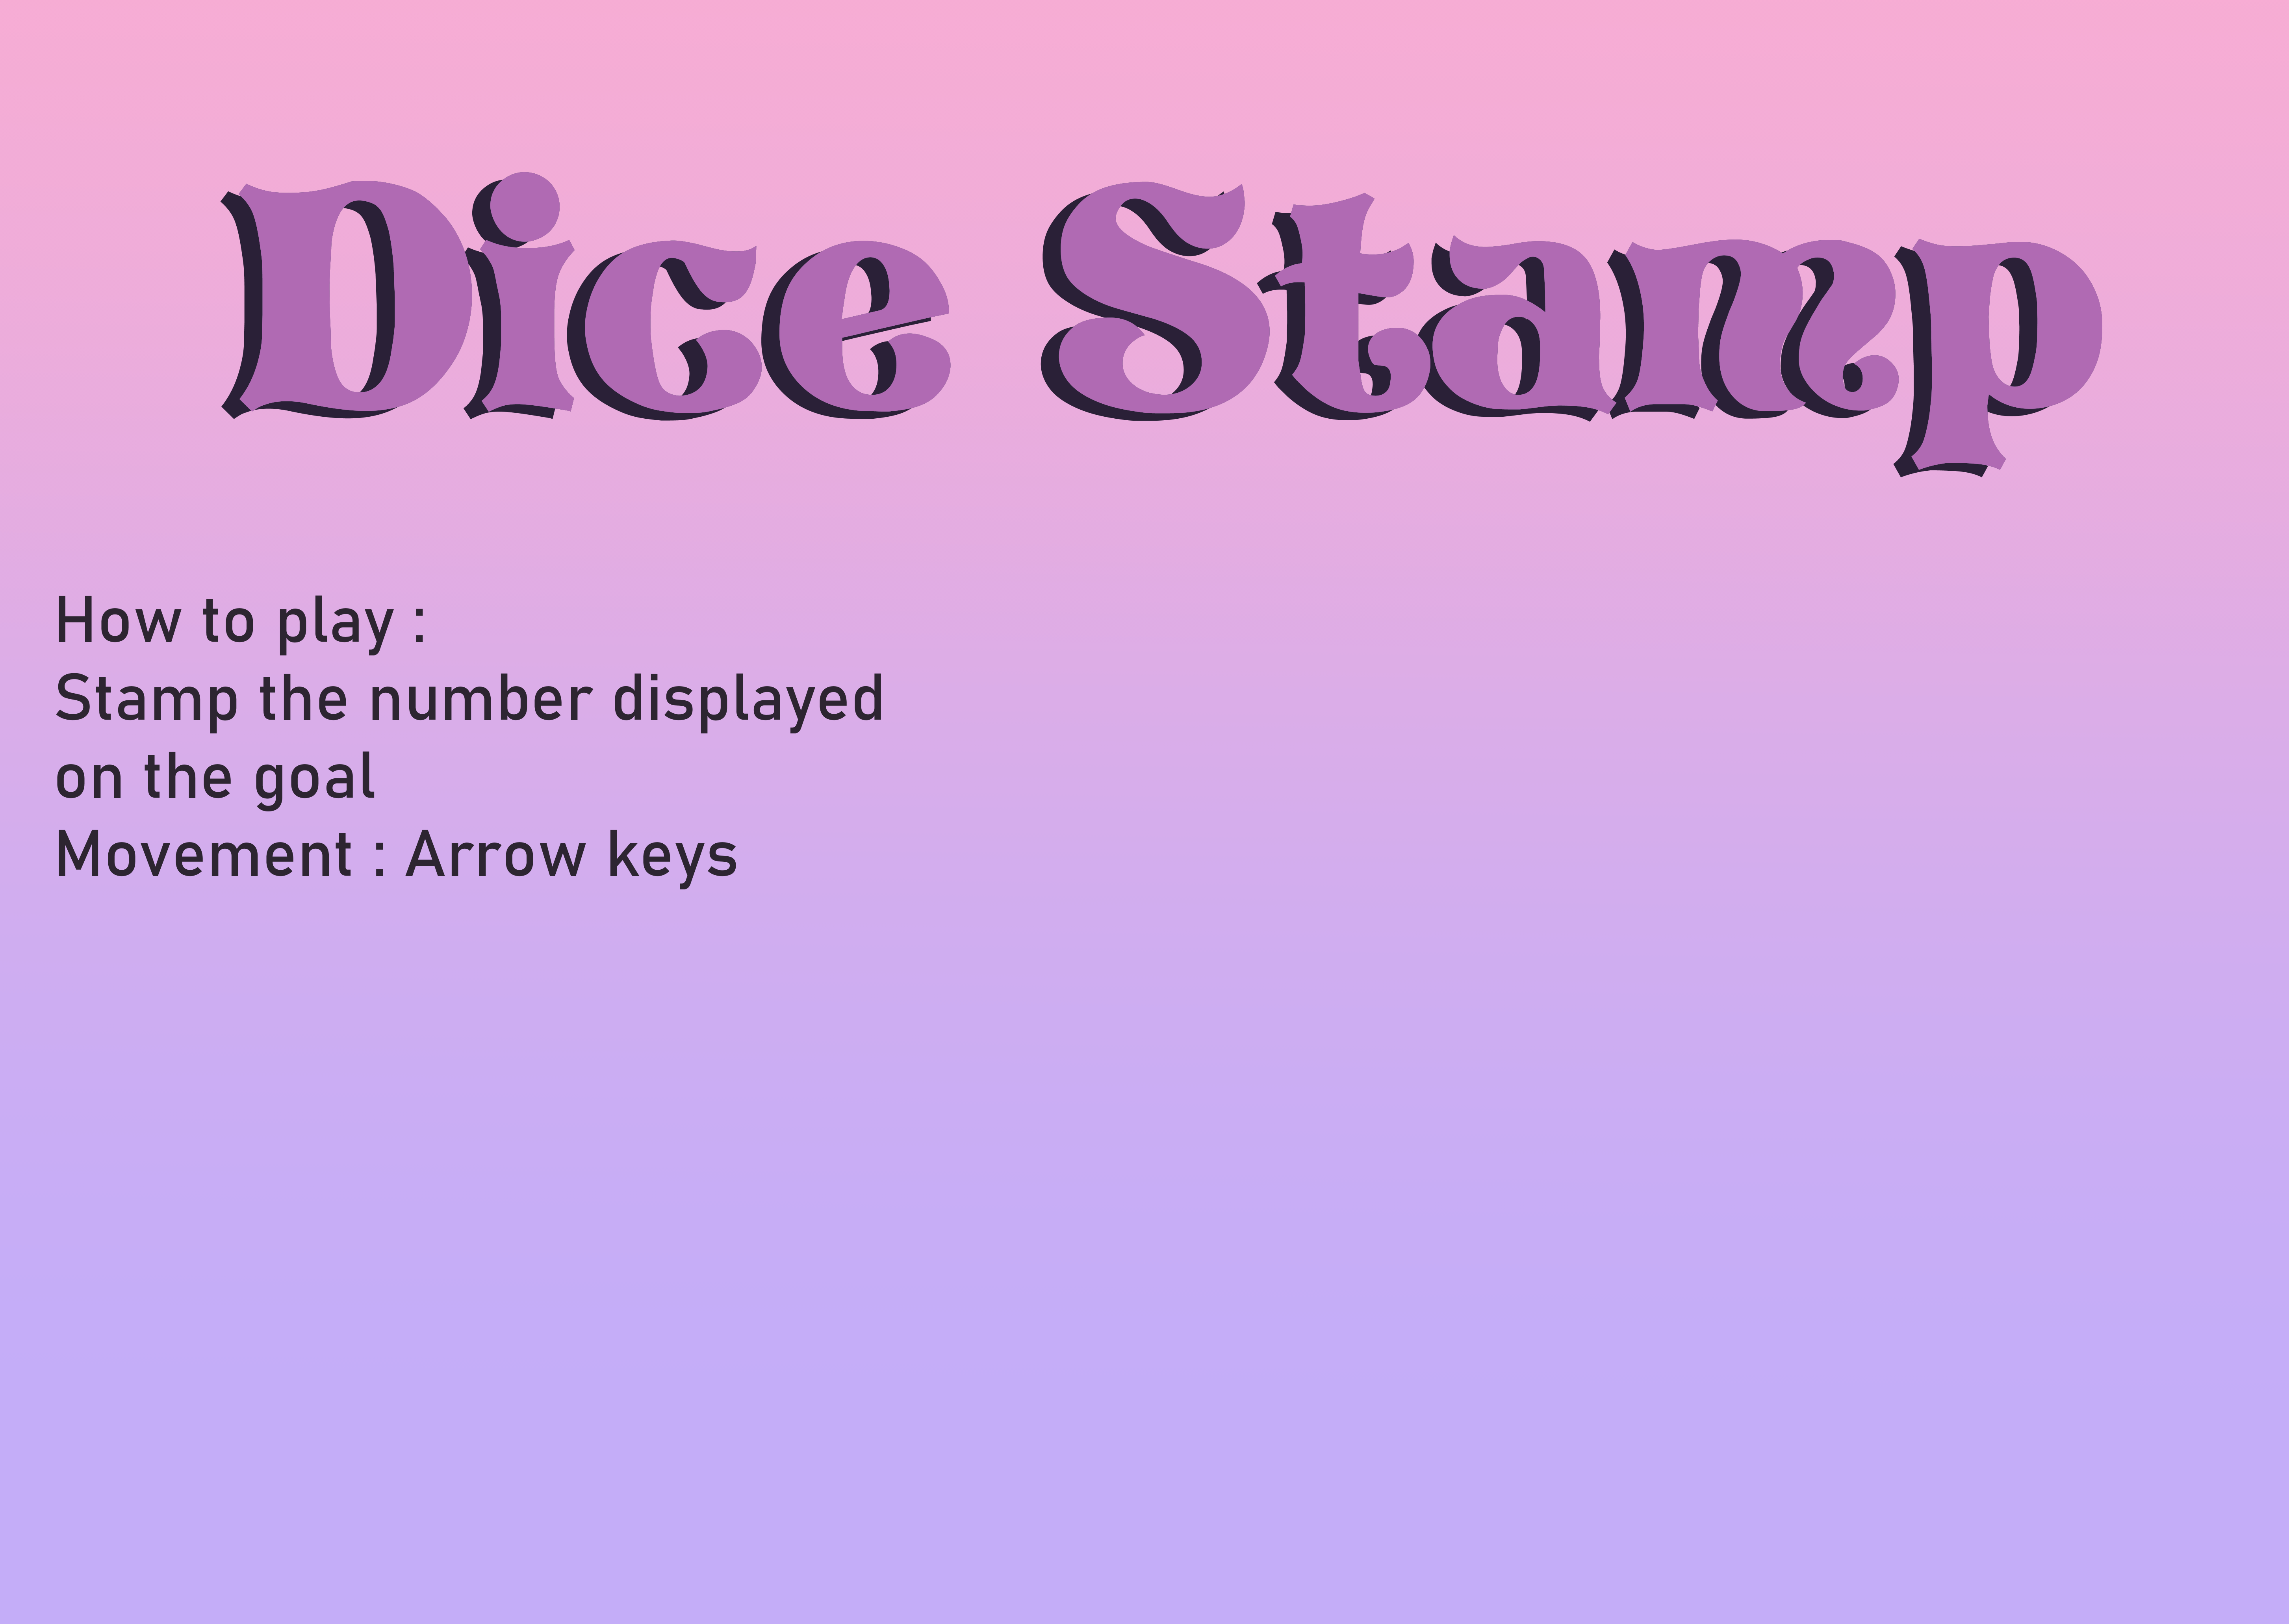 Dice Stamp
How to play :
Stamp the number displayed
on the goal
Movement : Arrow keys